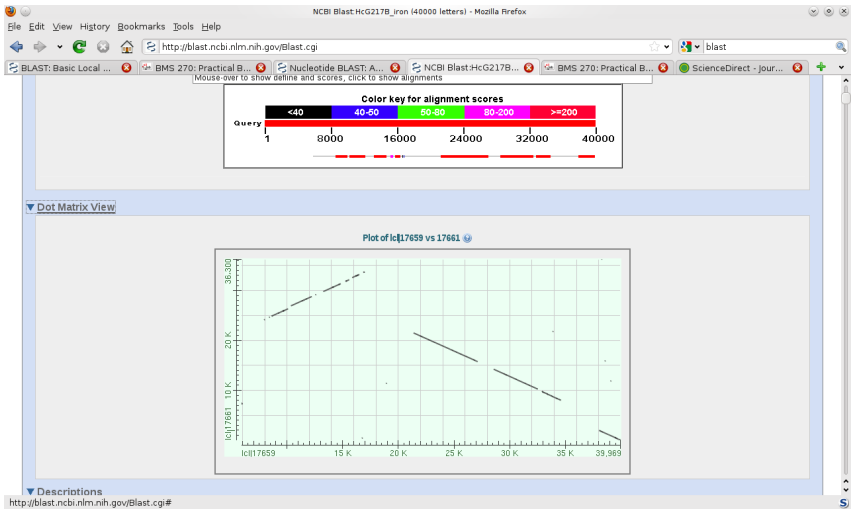 NCBI Blast:HcG217B_iron (40000 letters) - Mozilla Firefox
File Edit View History Bookmarks Tools Help
http://blast.ncbi.nlm.nih.gov/Blast.cgi
blast
BLAST: Basic Local ...
BMS 270: Practical B...
Nucleotide BLAST: A...
NCBI Blast:HcG217B...
BMS 270: Practical B...
ScienceDirect - Jour...
Mouse-over to show defline and scores, click to show alignments
Color key for alignment scores
<40 40-50 50-80 80-200 >=200
Query
1 8000 16000 24000 32000 40000
Dot Matrix View
Plot of lcl|17659 vs 17661
36,300
20 K
10 K
lcl|17661
lcl|17659 15 K 20 K 25 K 30 K 35 K 39,969
Descriptions
http://blast.ncbi.nlm.nih.gov/Blast.cgi#